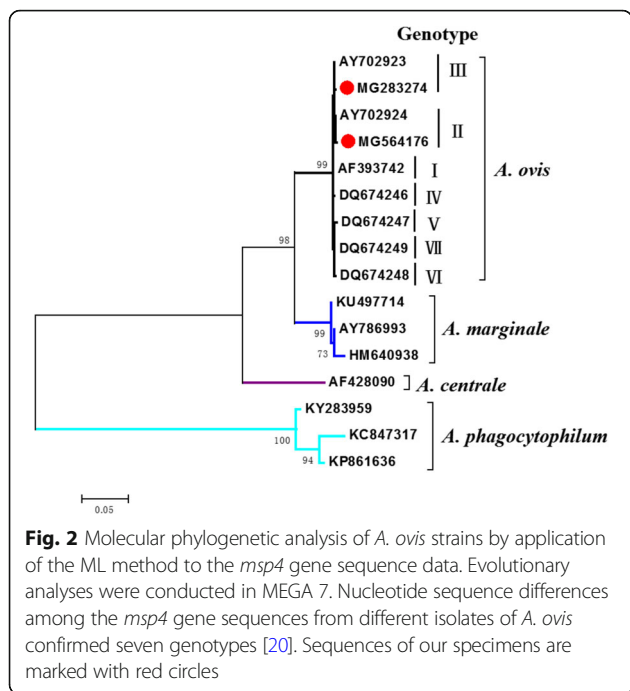 Genotype
AY702923
MG283274
III
AY702924
MG564176
II
99
AF393742 I
A. ovis
DQ674246 IV
DQ674247 V
98
DQ674249 VII
DQ674248 VI
KU497714
99
AY786993
A. marginale
73
HM640938
AF428090
A. centrale
KY283959
100
KC847317
A. phagocytophilum
94
KP861636
0.05
Fig. 2 Molecular phylogenetic analysis of A. ovis strains by application
of the ML method to the msp4 gene sequence data. Evolutionary
analyses were conducted in MEGA 7. Nucleotide sequence differences
among the msp4 gene sequences from different isolates of A. ovis
confirmed seven genotypes [20]. Sequences of our specimens are
marked with red circles